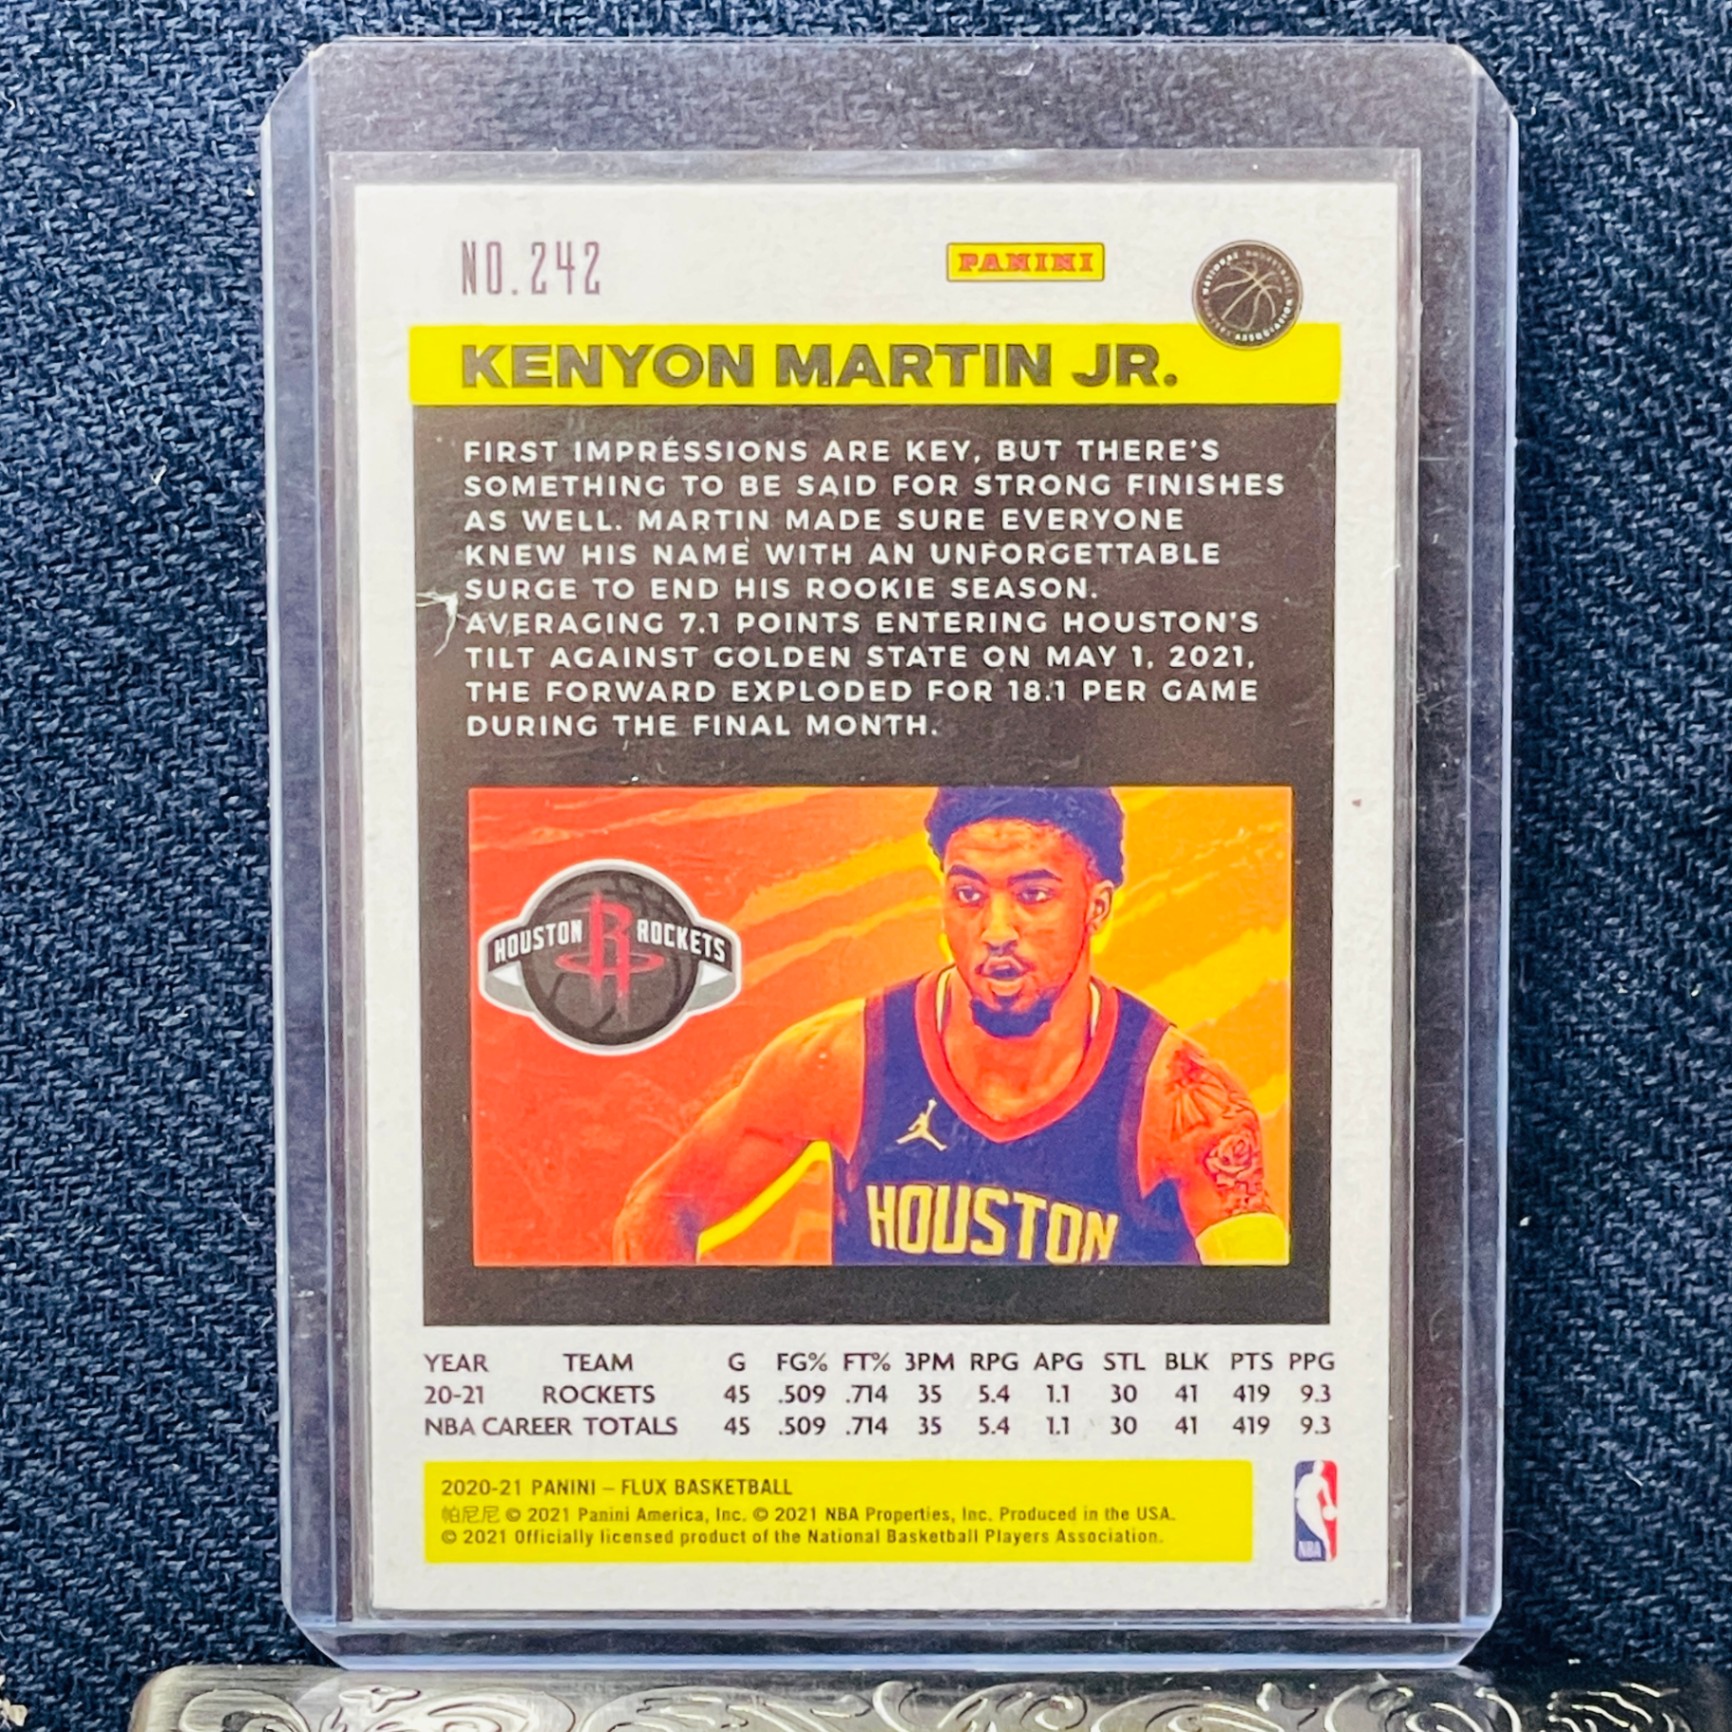 NO.242
PANINI
NATIONAL BASKETBALL
ASSOCIATION
KENYON MARTIN JR.
FIRST IMPRESSIONS ARE KEY, BUT THERE'S
SOMETHING TO BE SAID FOR STRONG FINISHES
AS WELL. MARTIN MADE SURE EVERYONE
KNEW HIS NAME WITH AN UNFORGETTABLE
SURGE TO END HIS ROOKIE SEASON.
AVERAGING 7.1 POINTS ENTERING HOUSTON'S
TILT AGAINST GOLDEN STATE ON MAY 1, 2021,
THE FORWARD EXPLODED FOR 18.1 PER GAME
DURING THE FINAL MONTH.
HOUSTON R ROCKETS
HOUSTON
YEAR TEAM G FG% FT% 3PM RPG APG STL BLK PTS PPG
20-21 ROCKETS 45 .509 .714 35 5.4 1.1 30 41 419 9.3
NBA CAREER TOTALS 45 .509 .714 35 5.4 1.1 30 41 419 9.3
2020-21 PANINI – FLUX BASKETBALL
帕尼尼 © 2021 Panini America, Inc. © 2021 NBA Properties, Inc. Produced in the USA.
© 2021 Officially licensed product of the National Basketball Players Association.
NBA